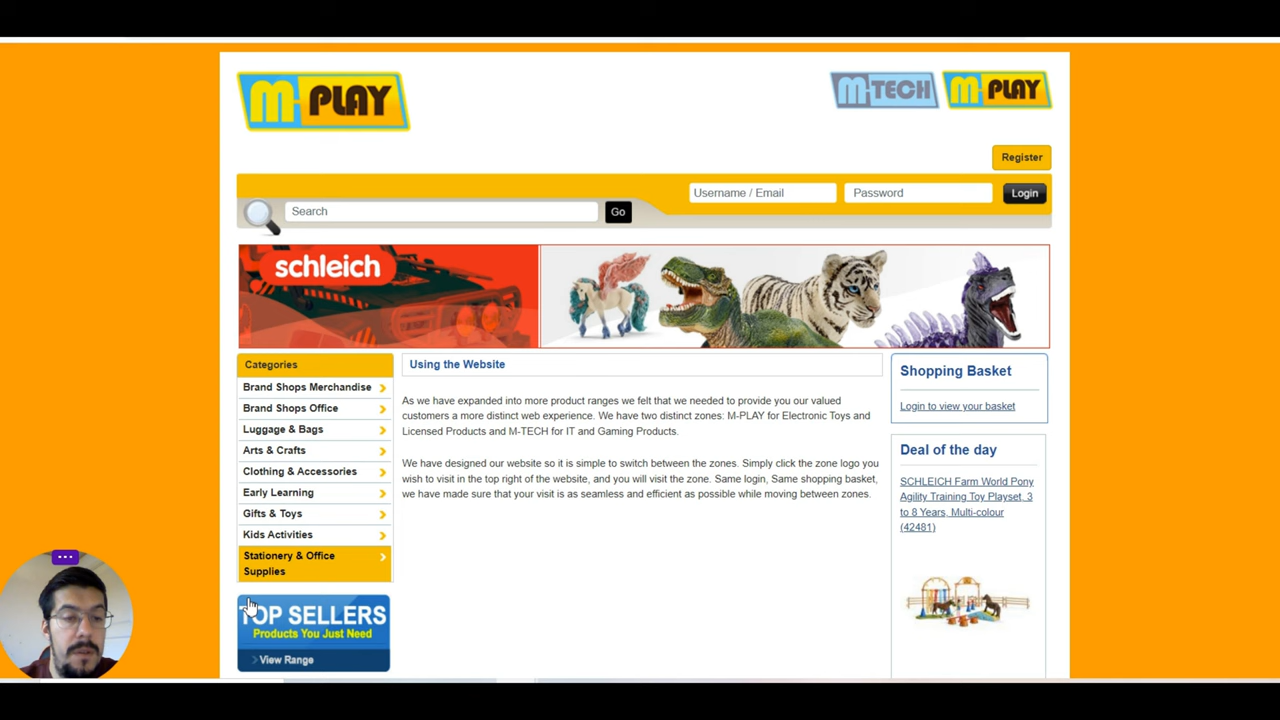 M-PLAY
M-TECH
M-PLAY
Register
Username / Email
Password
Login
Search
Go
schleich
Categories
Brand Shops Merchandise
Brand Shops Office
Luggage & Bags
Arts & Crafts
Clothing & Accessories
Early Learning
Gifts & Toys
Kids Activities
Stationery & Office
Supplies
TOP SELLERS
Products You Just Need
View Range
Using the Website
As we have expanded into more product ranges we felt that we needed to provide you our valued
customers a more distinct web experience. We have two distinct zones: M-PLAY for Electronic Toys and
Licensed Products and M-TECH for IT and Gaming Products.
We have designed our website so it is simple to switch between the zones. Simply click the zone logo you
wish to visit in the top right of the website, and you will visit the zone. Same login, Same shopping basket,
we have made sure that your visit is as seamless and efficient as possible while moving between zones.
Shopping Basket
Login to view your basket
Deal of the day
SCHLEICH Farm World Pony
Agility Training Toy Playset, 3
to 8 Years, Multi-colour
(42481)